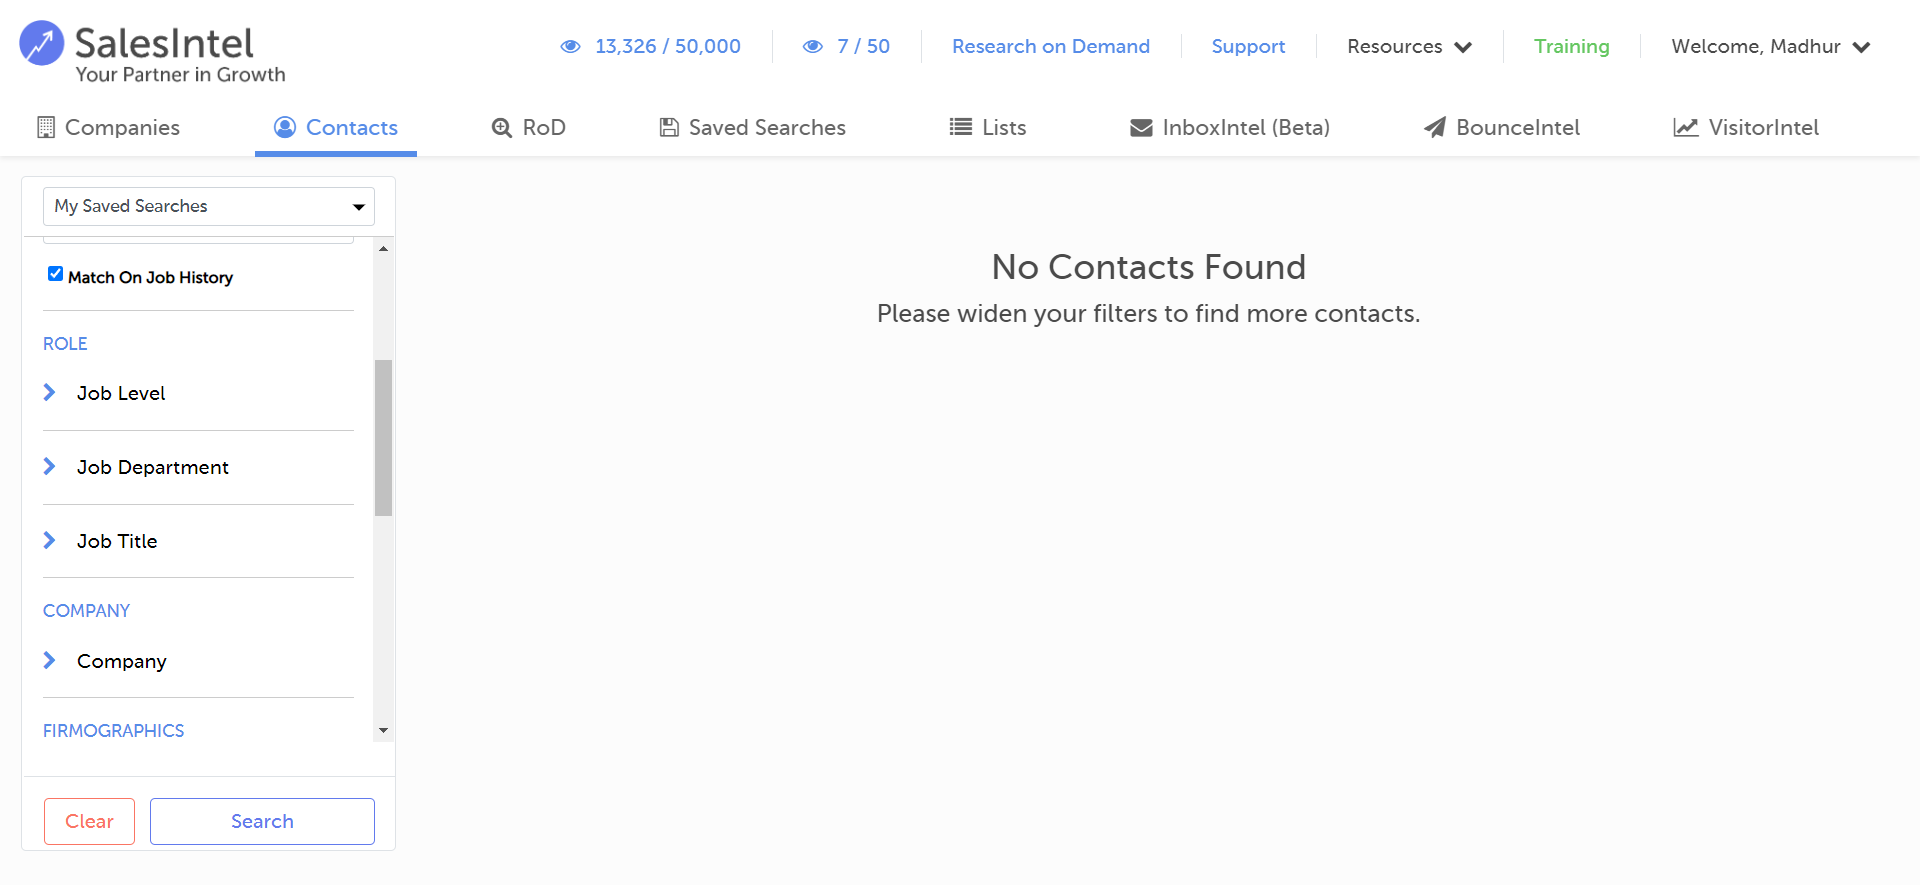 SalesIntel
Your Partner in Growth
13,326 / 50,000
7 / 50
Research on Demand
Support
Resources
Training
Welcome, Madhur
Companies
Contacts
RoD
Saved Searches
Lists
InboxIntel (Beta)
BounceIntel
VisitorIntel
My Saved Searches
Match On Job History
ROLE
Job Level
Job Department
Job Title
COMPANY
Company
FIRMOGRAPHICS
Clear
Search
No Contacts Found
Please widen your filters to find more contacts.